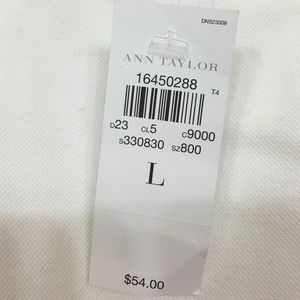 DNS23009
ANN TAYLOR
16450288 T4
D23 CL5 C9000
S330830 SZ800
L
$54.00